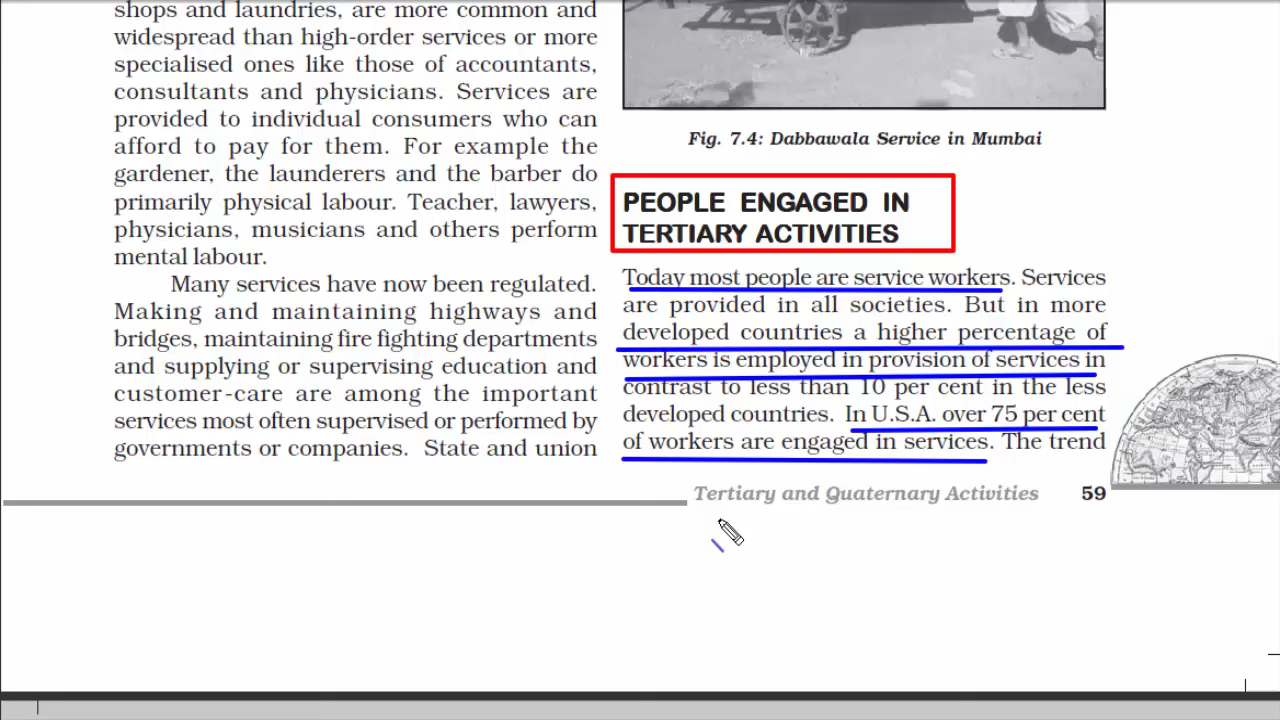 shops and laundries, are more common and
widespread than high-order services or more
specialised ones like those of accountants,
consultants and physicians. Services are
provided to individual consumers who can
afford to pay for them. For example the
gardener, the launderers and the barber do
primarily physical labour. Teacher, lawyers,
physicians, musicians and others perform
mental labour.
Many services have now been regulated.
Making and maintaining highways and
bridges, maintaining fire fighting departments
and supplying or supervising education and
customer-care are among the important
services most often supervised or performed by
governments or companies. State and union
Fig. 7.4: Dabbawala Service in Mumbai
PEOPLE ENGAGED IN
TERTIARY ACTIVITIES
Today most people are service workers. Services
are provided in all societies. But in more
developed countries a higher percentage of
workers is employed in provision of services in
contrast to less than 10 per cent in the less
developed countries. In U.S.A. over 75 per cent
of workers are engaged in services. The trend
Tertiary and Quaternary Activities 59